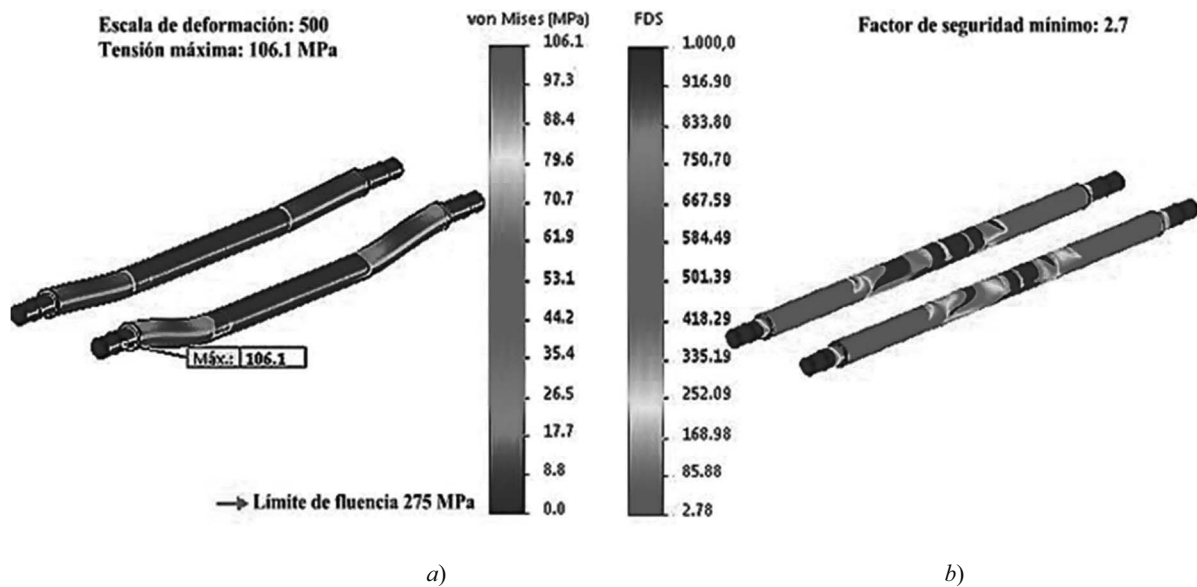 Escala de deformación: 500
Tensión máxima: 106.1 MPa
von Mises (MPa)
106.1
97.3
88.4
79.6
70.7
61.9
53.1
44.2
35.4
26.5
17.7
8.8
0.0
Máx.: 106.1
Límite de fluencia 275 MPa
a)
FDS
1.000,0
916.90
833.80
750.70
667.59
584.49
501.39
418.29
335.19
252.09
168.98
85.88
2.78
Factor de seguridad mínimo: 2.7
b)